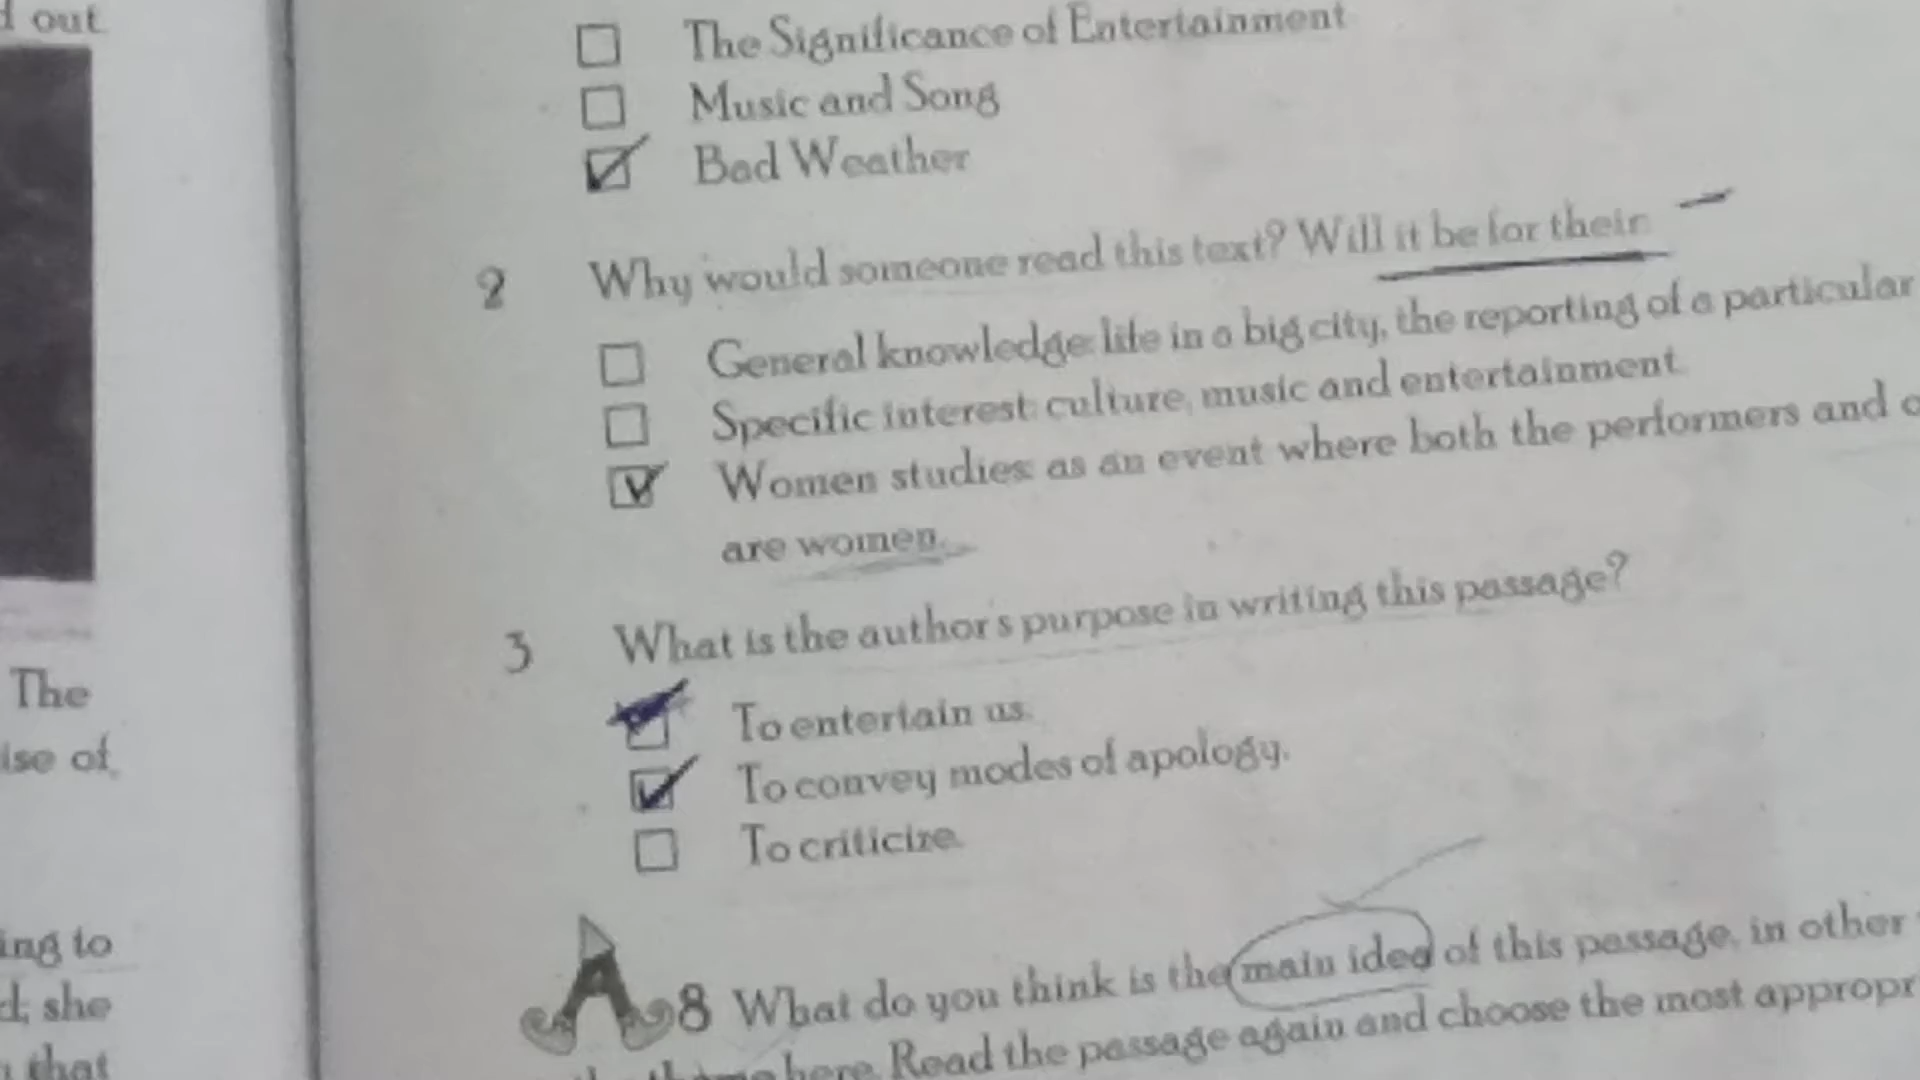 out
The Significance of Entertainment
Music and Song
Bad Weather
2 Why would someone read this text? Will it be for their
General knowledge: life in a big city, the reporting of a particular
Specific interest: culture, music and entertainment.
Women studies: as an event where both the performers and
are women.
3 What is the author's purpose in writing this passage?
To entertain us.
To convey modes of apology.
To criticize.
The
ise of
ing to
d; she
that
A8 What do you think is the main idea of this passage, in other
here. Read the passage again and choose the most appropr